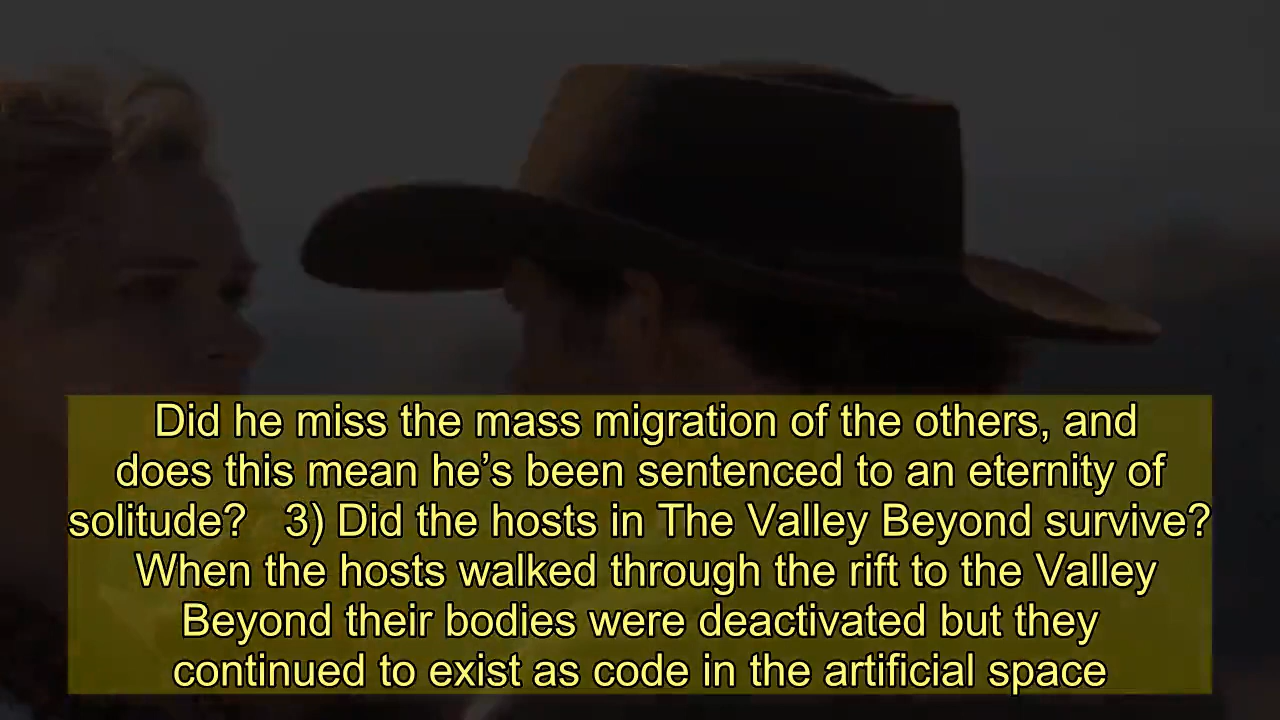 Did he miss the mass migration of the others, and
does this mean he’s been sentenced to an eternity of
solitude?   3) Did the hosts in The Valley Beyond survive?
When the hosts walked through the rift to the Valley
Beyond their bodies were deactivated but they
continued to exist as code in the artificial space